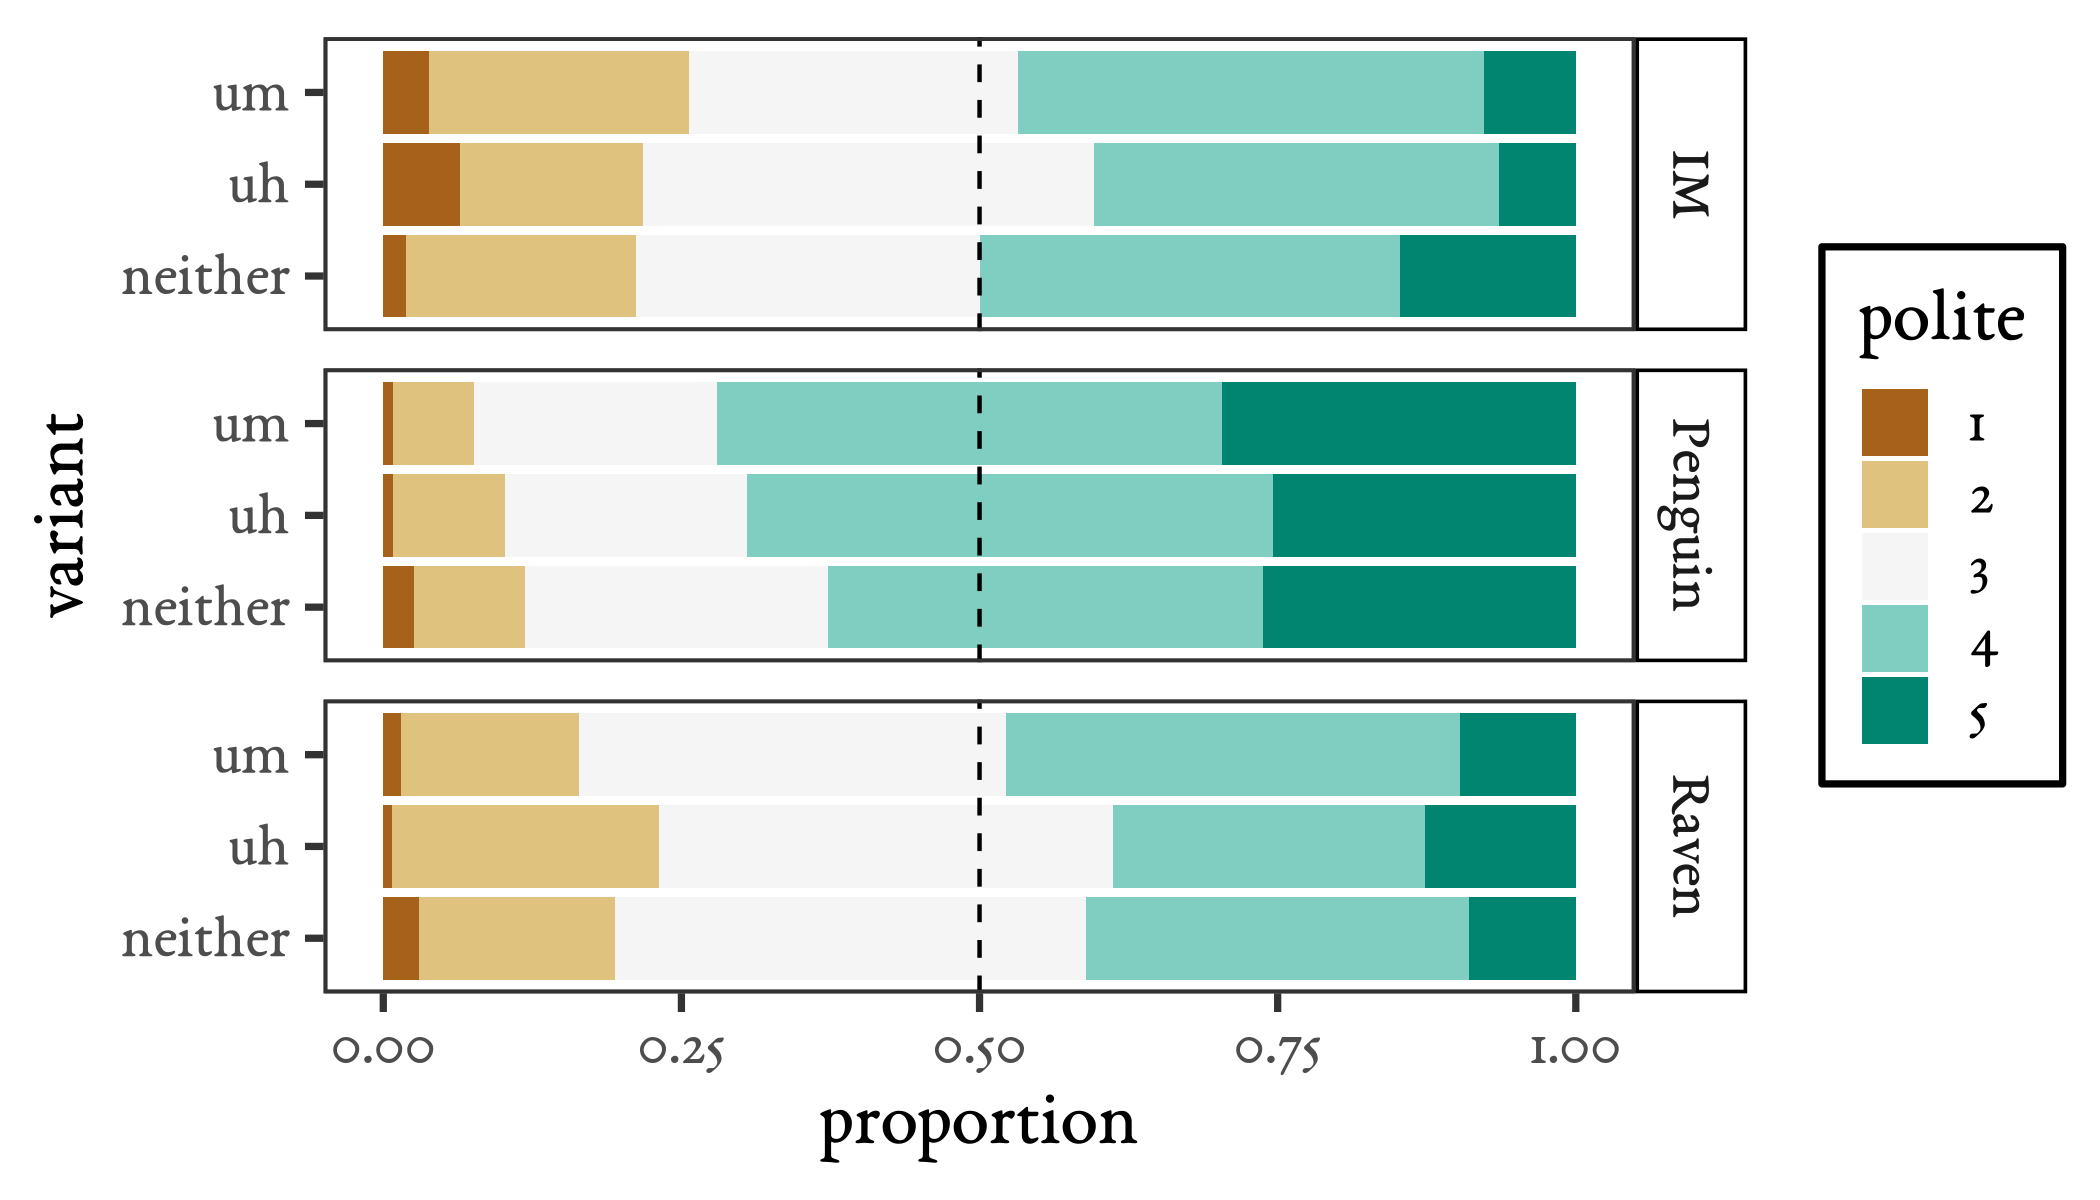 variant
um
uh
neither
IM
um
uh
neither
Penguin
um
uh
neither
Raven
0.00 0.25 0.50 0.75 1.00
proportion
polite
1
2
3
4
5